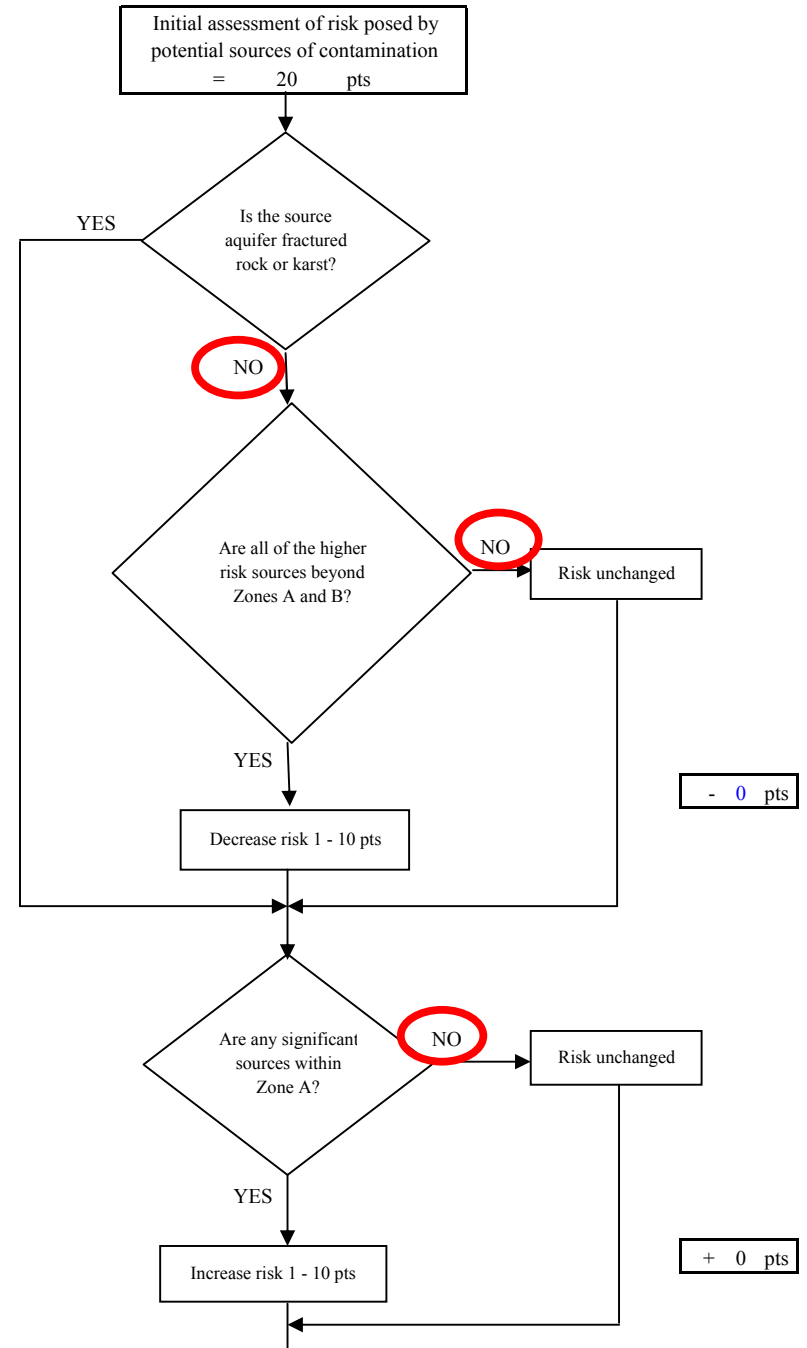 Initial assessment of risk posed by
potential sources of contamination
= 20 pts
YES
Is the source
aquifer fractured
rock or karst?
NO
Are all of the higher
risk sources beyond
Zones A and B?
NO
Risk unchanged
YES
- 0 pts
Decrease risk 1 - 10 pts
Are any significant
sources within
Zone A?
NO
Risk unchanged
YES
+ 0 pts
Increase risk 1 - 10 pts